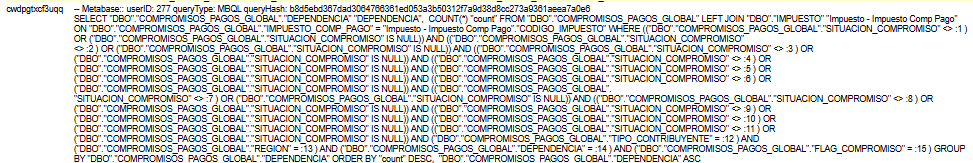 cwdpgtxcf3uqq -- Metabase:: userID: 277 queryType: MBQL queryHash: b8d5ebd367dad3064766361ed053a3b50312f7a9d38d8cc273a9361aeea7a0e6
SELECT "DBO"."COMPROMISOS_PAGOS_GLOBAL"."DEPENDENCIA" "DEPENDENCIA", COUNT(*) "count" FROM "DBO"."COMPROMISOS_PAGOS_GLOBAL" LEFT JOIN "DBO"."IMPUESTO" "Impuesto - Impuesto Comp Pago"
ON "DBO"."COMPROMISOS_PAGOS_GLOBAL"."IMPUESTO_COMP_PAGO" = "Impuesto - Impuesto Comp Pago"."CODIGO_IMPUESTO" WHERE (("DBO"."COMPROMISOS_PAGOS_GLOBAL"."SITUACION_COMPROMISO" <> :1 )
OR ("DBO"."COMPROMISOS_PAGOS_GLOBAL"."SITUACION_COMPROMISO" IS NULL)) AND (("DBO"."COMPROMISOS_PAGOS_GLOBAL"."SITUACION_COMPROMISO"
<> :2 ) OR ("DBO"."COMPROMISOS_PAGOS_GLOBAL"."SITUACION_COMPROMISO" IS NULL)) AND (("DBO"."COMPROMISOS_PAGOS_GLOBAL"."SITUACION_COMPROMISO" <> :3 ) OR
("DBO"."COMPROMISOS_PAGOS_GLOBAL"."SITUACION_COMPROMISO" IS NULL)) AND (("DBO"."COMPROMISOS_PAGOS_GLOBAL"."SITUACION_COMPROMISO" <> :4 ) OR
("DBO"."COMPROMISOS_PAGOS_GLOBAL"."SITUACION_COMPROMISO" IS NULL)) AND (("DBO"."COMPROMISOS_PAGOS_GLOBAL"."SITUACION_COMPROMISO" <> :5 ) OR
("DBO"."COMPROMISOS_PAGOS_GLOBAL"."SITUACION_COMPROMISO" IS NULL)) AND (("DBO"."COMPROMISOS_PAGOS_GLOBAL"."SITUACION_COMPROMISO" <> :6 ) OR
("DBO"."COMPROMISOS_PAGOS_GLOBAL"."SITUACION_COMPROMISO" IS NULL)) AND (("DBO"."COMPROMISOS_PAGOS_GLOBAL".
"SITUACION_COMPROMISO" <> :7 ) OR ("DBO"."COMPROMISOS_PAGOS_GLOBAL"."SITUACION_COMPROMISO" IS NULL)) AND (("DBO"."COMPROMISOS_PAGOS_GLOBAL"."SITUACION_COMPROMISO" <> :8 ) OR
("DBO"."COMPROMISOS_PAGOS_GLOBAL"."SITUACION_COMPROMISO" IS NULL)) AND (("DBO"."COMPROMISOS_PAGOS_GLOBAL"."SITUACION_COMPROMISO" <> :9 ) OR
("DBO"."COMPROMISOS_PAGOS_GLOBAL"."SITUACION_COMPROMISO" IS NULL)) AND (("DBO"."COMPROMISOS_PAGOS_GLOBAL"."SITUACION_COMPROMISO" <> :10 ) OR
("DBO"."COMPROMISOS_PAGOS_GLOBAL"."SITUACION_COMPROMISO" IS NULL)) AND (("DBO"."COMPROMISOS_PAGOS_GLOBAL"."SITUACION_COMPROMISO" <> :11 ) OR
("DBO"."COMPROMISOS_PAGOS_GLOBAL"."SITUACION_COMPROMISO" IS NULL)) AND ("DBO"."COMPROMISOS_PAGOS_GLOBAL"."TIPO_CONTRIBUYENTE" = :12 ) AND
("DBO"."COMPROMISOS_PAGOS_GLOBAL"."REGION" = :13 ) AND ("DBO"."COMPROMISOS_PAGOS_GLOBAL"."DEPENDENCIA" = :14 ) AND ("DBO"."COMPROMISOS_PAGOS_GLOBAL"."FLAG_COMPROMISO" = :15 ) GROUP
BY "DBO"."COMPROMISOS_PAGOS_GLOBAL"."DEPENDENCIA" ORDER BY "count" DESC, "DBO"."COMPROMISOS_PAGOS_GLOBAL"."DEPENDENCIA" ASC